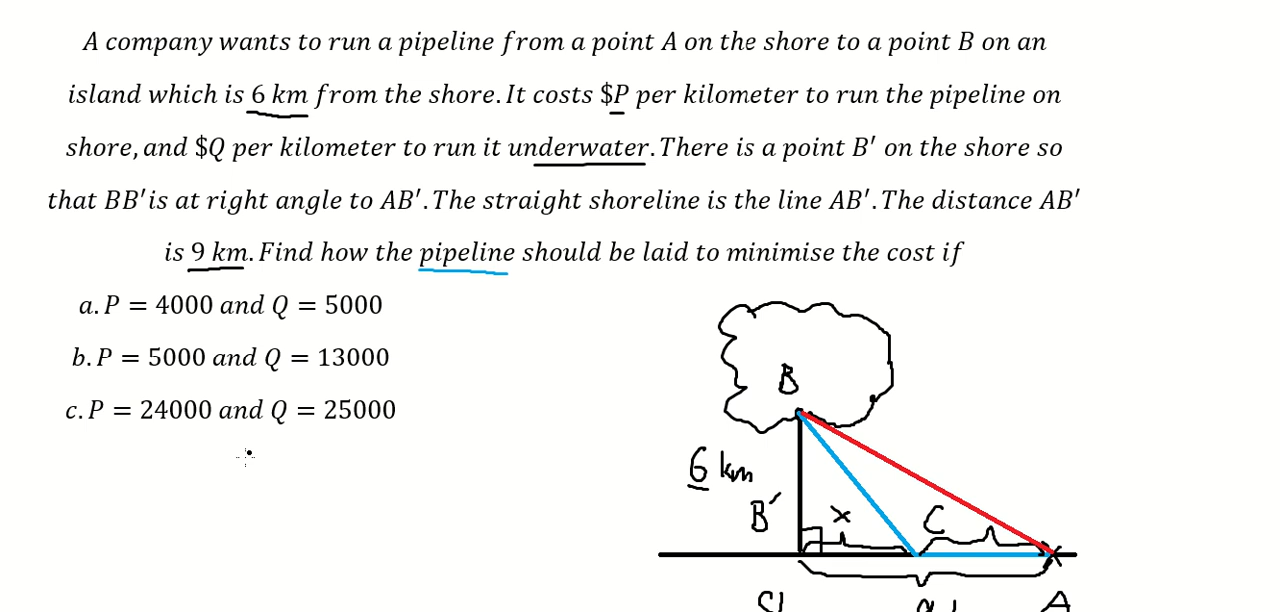 A company wants to run a pipeline from a point A on the shore to a point B on an
island which is 6 km from the shore. It costs $P per kilometer to run the pipeline on
shore, and $Q per kilometer to run it underwater. There is a point B′ on the shore so
that BB′is at right angle to AB′. The straight shoreline is the line AB′. The distance AB′
is 9 km. Find how the pipeline should be laid to minimise the cost if
a. P = 4000 and Q = 5000
b. P = 5000 and Q = 13000
c. P = 24000 and Q = 25000
B
6 km
B′ x C
A